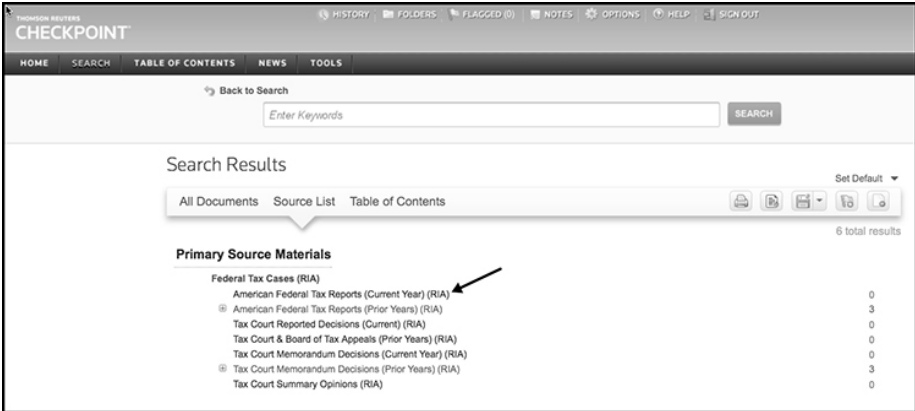 THOMSON REUTERS
CHECKPOINT™
HISTORY FOLDERS FLAGGED (0) NOTES OPTIONS HELP SIGN OUT
HOME SEARCH TABLE OF CONTENTS NEWS TOOLS
Back to Search
Enter Keywords SEARCH
Search Results
Set Default
All Documents Source List Table of Contents
6 total results
Primary Source Materials
Federal Tax Cases (RIA)
American Federal Tax Reports (Current Year) (RIA) 0
American Federal Tax Reports (Prior Years) (RIA) 3
Tax Court Reported Decisions (Current) (RIA) 0
Tax Court & Board of Tax Appeals (Prior Years) (RIA) 0
Tax Court Memorandum Decisions (Current Year) (RIA) 0
Tax Court Memorandum Decisions (Prior Years) (RIA) 3
Tax Court Summary Opinions (RIA) 0